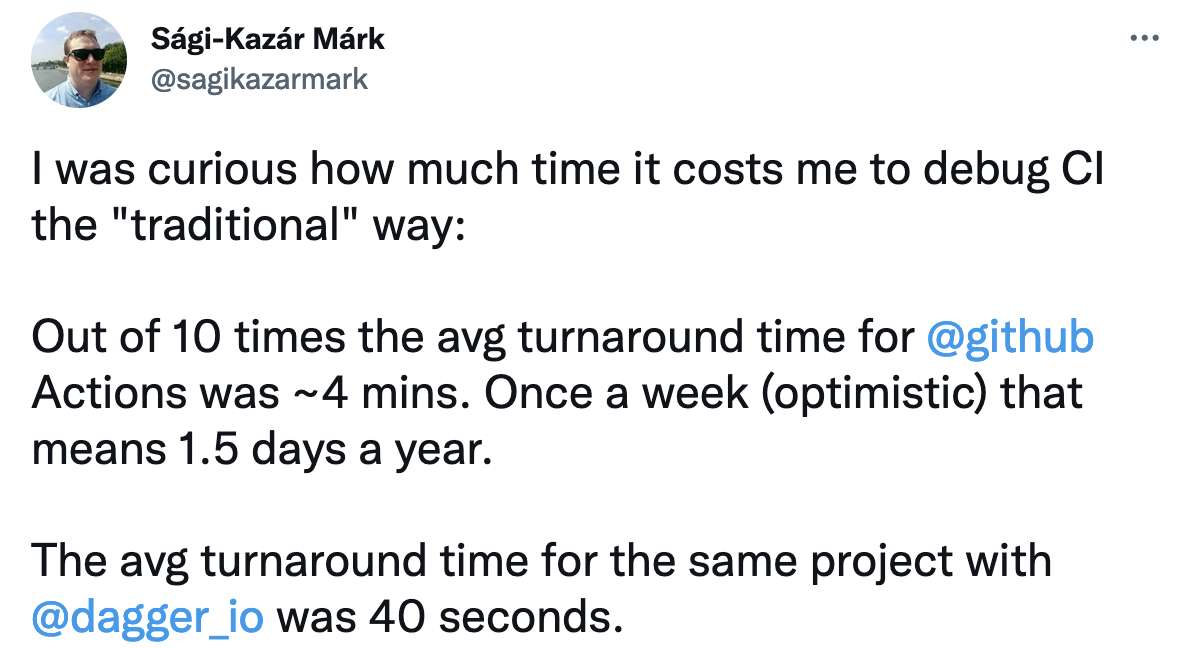 Sági-Kazár Márk
@sagikazarmark
I was curious how much time it costs me to debug CI
the "traditional" way:
Out of 10 times the avg turnaround time for @github
Actions was ~4 mins. Once a week (optimistic) that
means 1.5 days a year.
The avg turnaround time for the same project with
@dagger_io was 40 seconds.